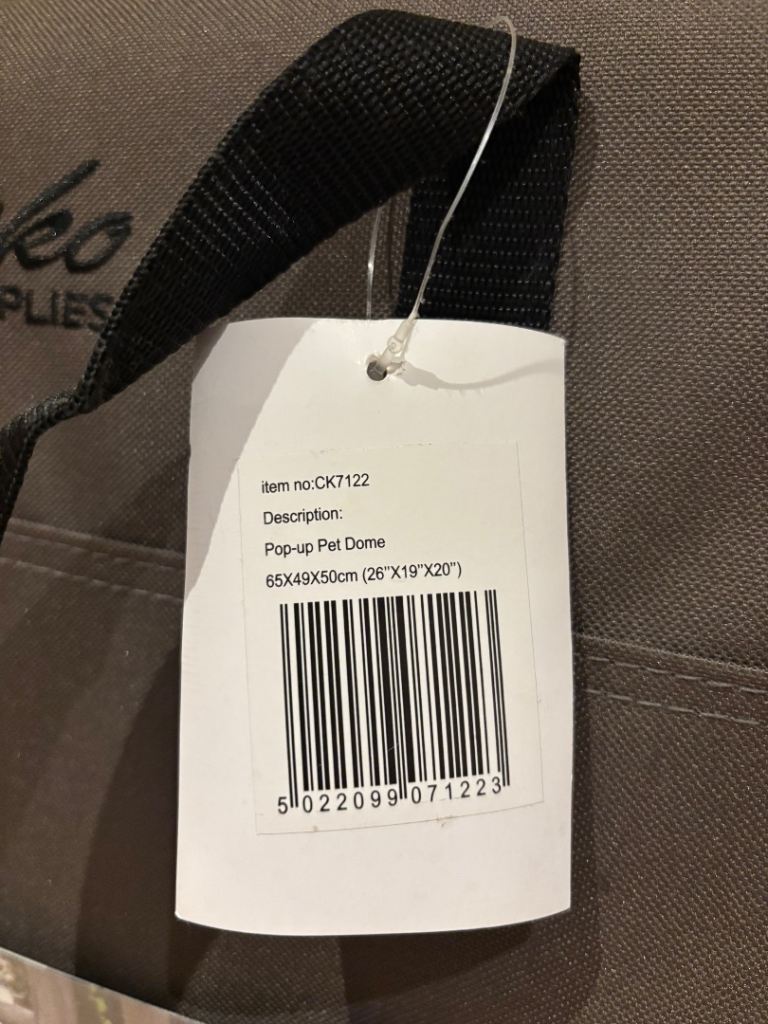 item no:CK7122
Description:
Pop-up Pet Dome
65X49X50cm (26”X19”X20”)
5 022099 071223